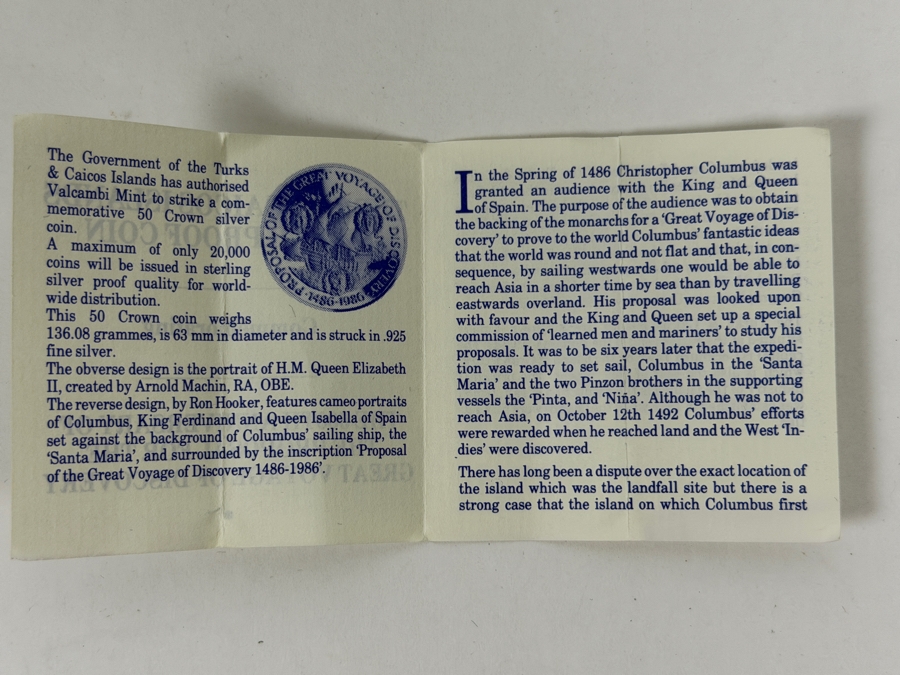 The Government of the Turks
& Caicos Islands has authorised
Valcambi Mint to strike a com-
memorative 50 Crown silver
coin.
A maximum of only 20,000
coins will be issued in sterling
silver proof quality for world-
wide distribution.
This 50 Crown coin weighs
136.08 grammes, is 63 mm in diameter and is struck in .925
fine silver.
The obverse design is the portrait of H.M. Queen Elizabeth
II, created by Arnold Machin, RA, OBE.
The reverse design, by Ron Hooker, features cameo portraits
of Columbus, King Ferdinand and Queen Isabella of Spain
set against the background of Columbus' sailing ship, the
'Santa Maria', and surrounded by the inscription 'Proposal
of the Great Voyage of Discovery 1486-1986'.
PROPOSAL OF THE GREAT VOYAGE OF DISCOVERY
·1486-1986·
In the Spring of 1486 Christopher Columbus was
granted an audience with the King and Queen
of Spain. The purpose of the audience was to obtain
the backing of the monarchs for a 'Great Voyage of Dis-
covery' to prove to the world Columbus' fantastic ideas
that the world was round and not flat and that, in con-
sequence, by sailing westwards one would be able to
reach Asia in a shorter time by sea than by travelling
eastwards overland. His proposal was looked upon
with favour and the King and Queen set up a special
commission of 'learned men and mariners' to study his
proposals. It was to be six years later that the expedi-
tion was ready to set sail, Columbus in the 'Santa
Maria' and the two Pinzon brothers in the supporting
vessels the 'Pinta, and 'Niña'. Although he was not to
reach Asia, on October 12th 1492 Columbus' efforts
were rewarded when he reached land and the West 'In-
dies' were discovered.
There has long been a dispute over the exact location of
the island which was the landfall site but there is a
strong case that the island on which Columbus first